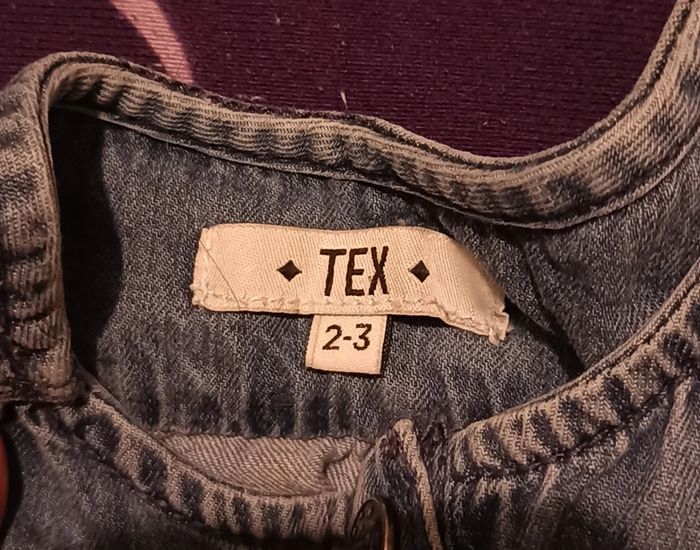 ◆ TEX ◆
2-3